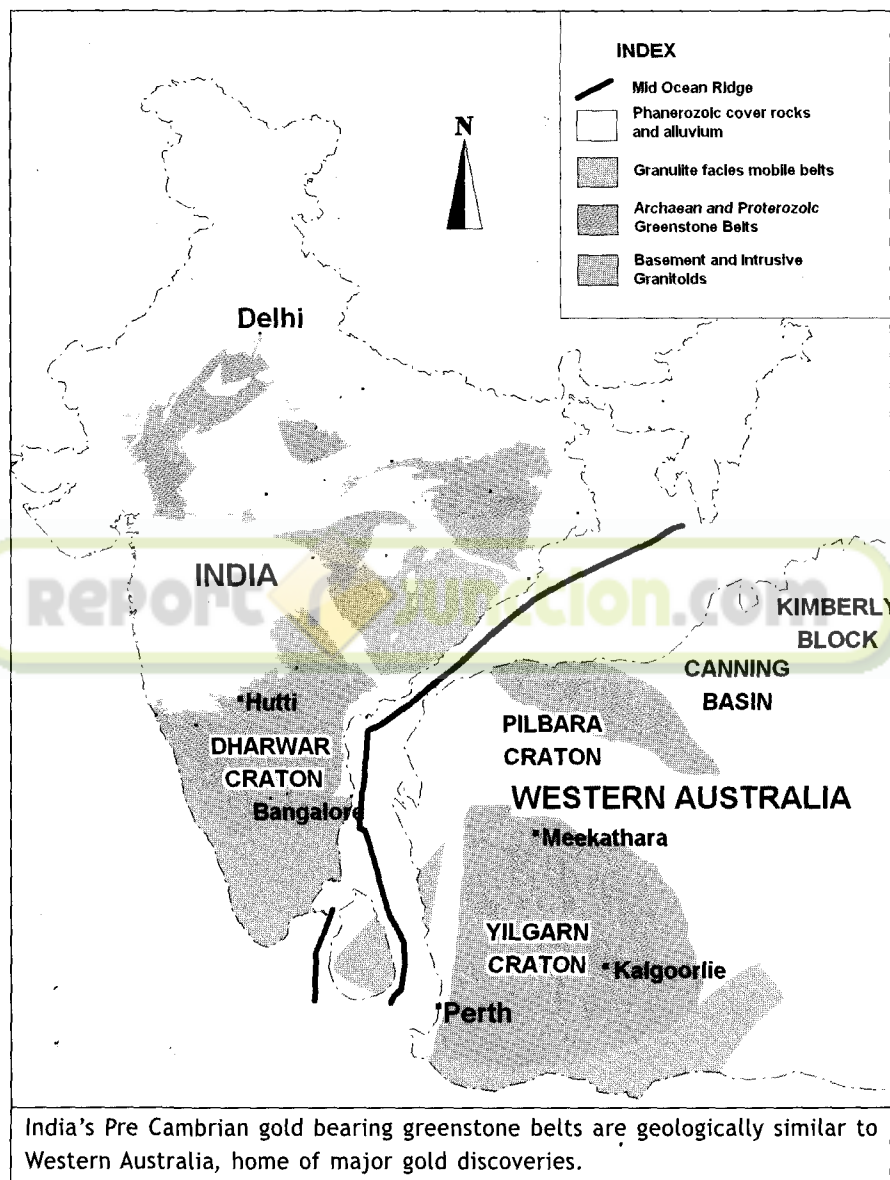 INDEX
Mid Ocean Ridge
Phanerozoic cover rocks
and alluvium
Granulite facies mobile belts
Archaean and Proterozoic
Greenstone Belts
Basement and Intrusive
Granitoids
N
Delhi
INDIA
REPORT JUNCTION.com
KIMBERLY
BLOCK
CANNING
BASIN
Hutti
PILBARA
CRATON
DHARWAR
CRATON
Bangalore
WESTERN AUSTRALIA
Meekathara
YILGARN
CRATON
Kalgoorlie
Perth
India's Pre Cambrian gold bearing greenstone belts are geologically similar to
Western Australia, home of major gold discoveries.